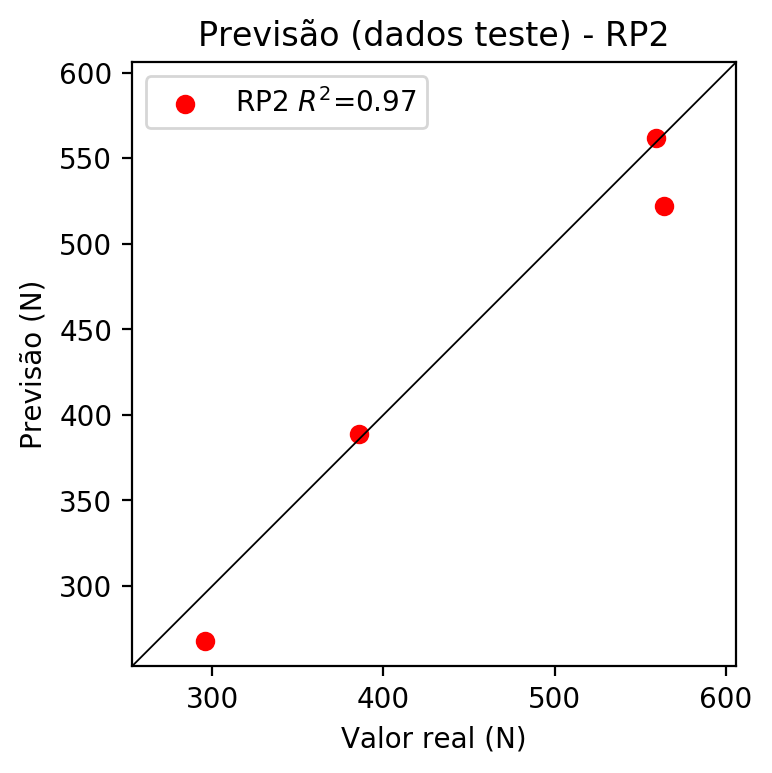 Previsão (dados teste) - RP2
RP2 R²=0.97
600
550
500
450
400
350
300
Previsão (N)
300 400 500 600
Valor real (N)